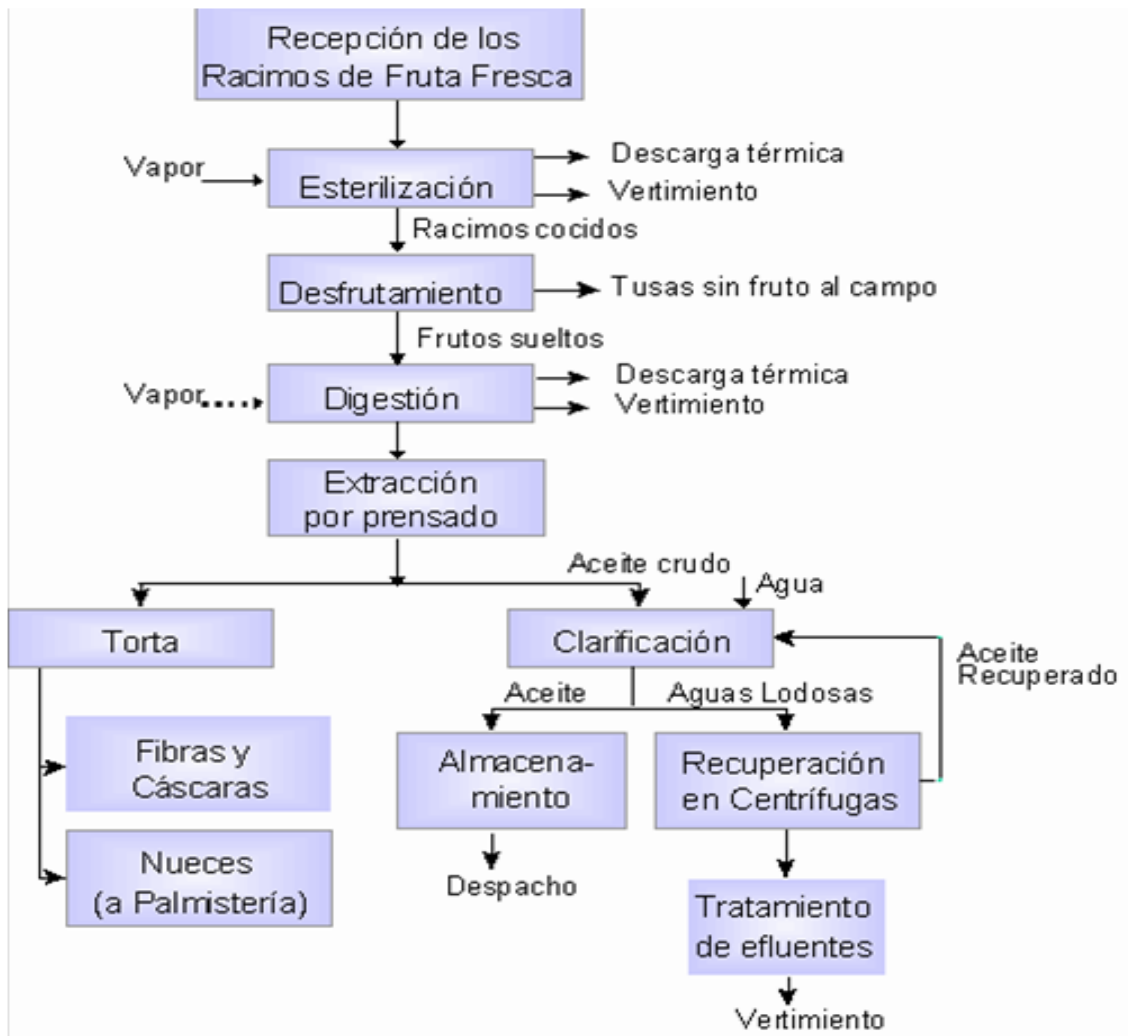 Recepción de los
Racimos de Fruta Fresca
Vapor
Esterilización
Descarga térmica
Vertimiento
Racimos cocidos
Desfrutamiento
Tusas sin fruto al campo
Frutos sueltos
Vapor
Digestión
Descarga térmica
Vertimiento
Extracción
por prensado
Aceite crudo
Agua
Torta
Clarificación
Aceite
Recuperado
Aceite
Aguas Lodosas
Fibras y
Cáscaras
Almacena-
miento
Recuperación
en Centrífugas
Nueces
(a Palmistería)
Despacho
Tratamiento
de efluentes
Vertimiento